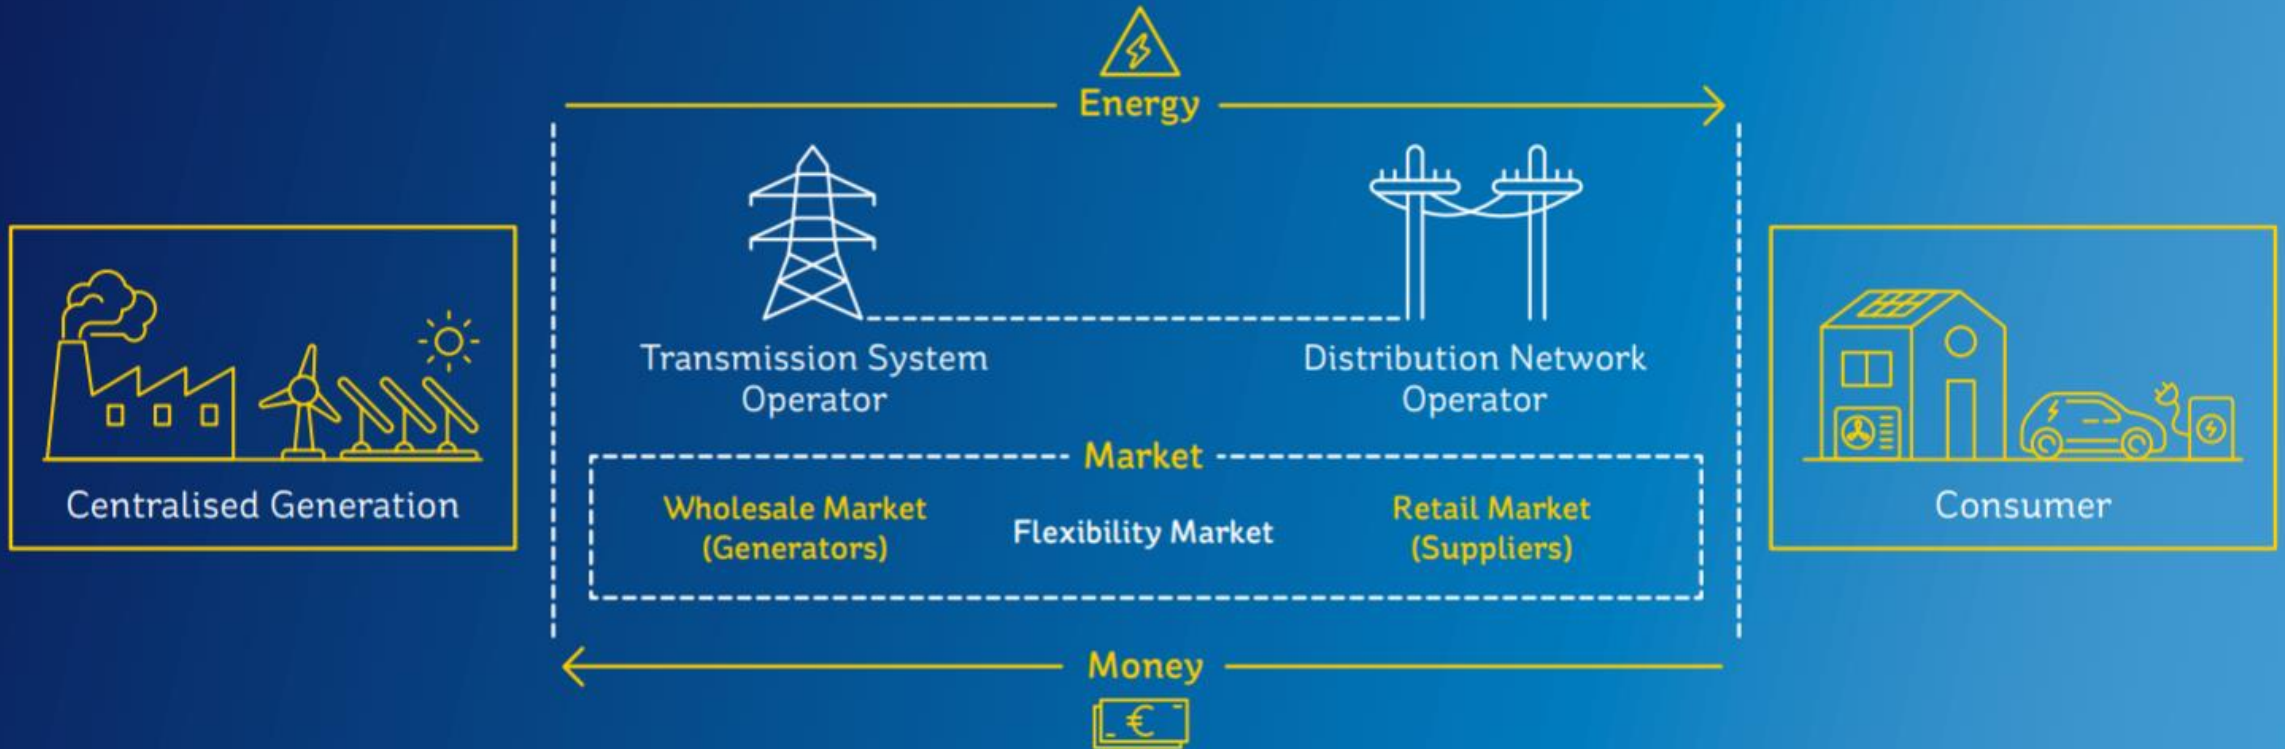 Energy
Transmission System
Operator
Distribution Network
Operator
Centralised Generation
Market
Wholesale Market
(Generators)
Flexibility Market
Retail Market
(Suppliers)
Consumer
Money
€